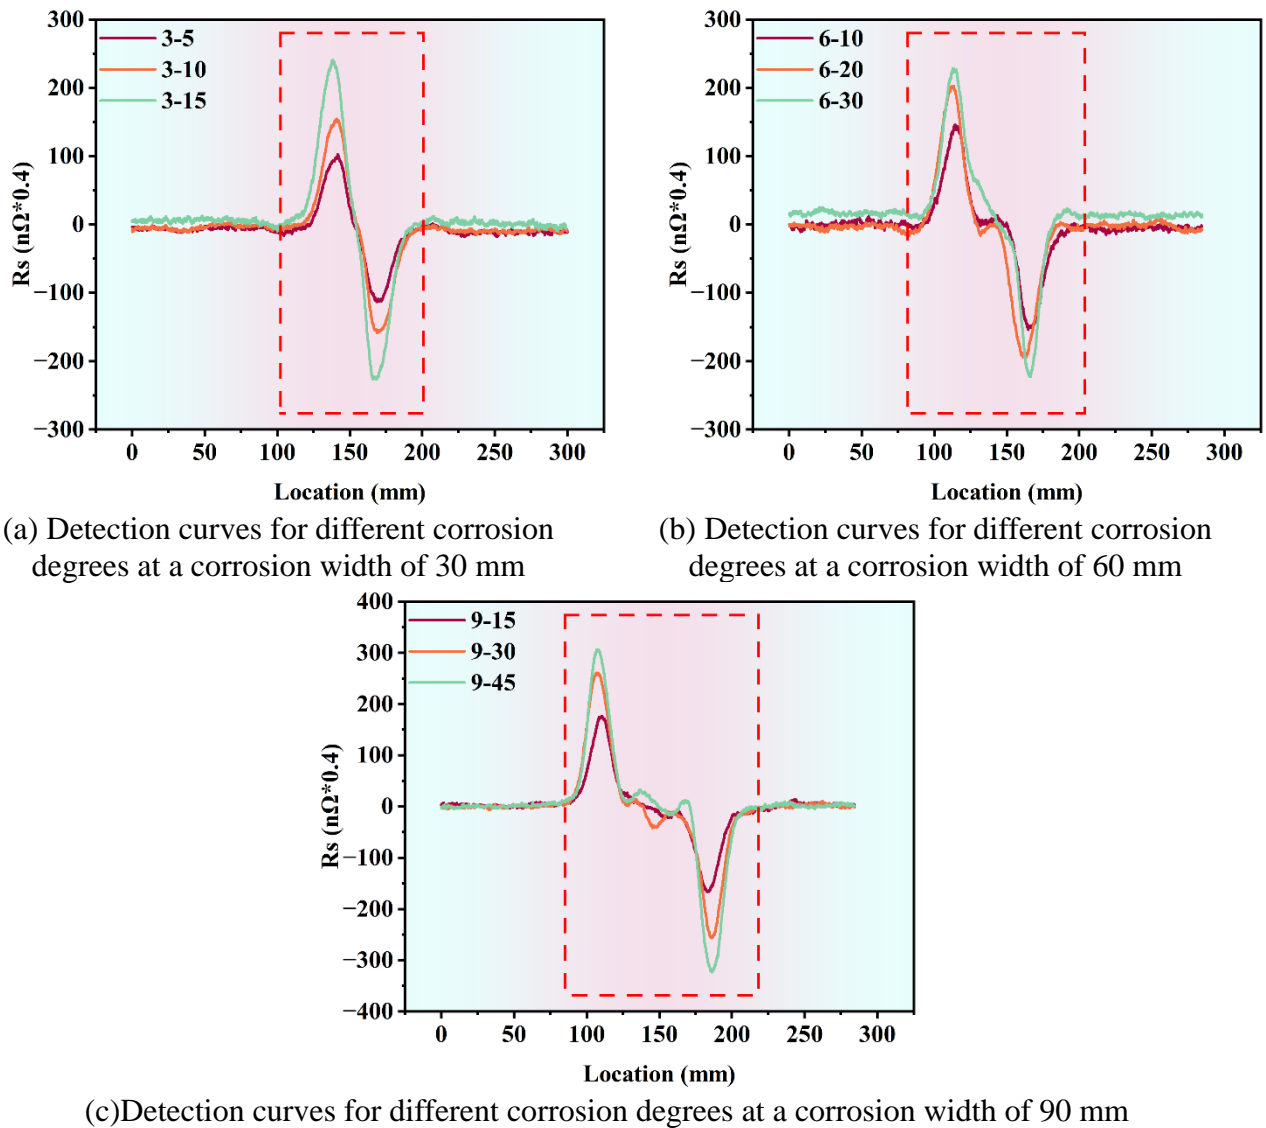 300
200
100
0
−100
−200
−300
Rs (nΩ*0.4)
3-5
3-10
3-15
0 50 100 150 200 250 300
Location (mm)
300
200
100
0
−100
−200
−300
Rs (nΩ*0.4)
6-10
6-20
6-30
0 50 100 150 200 250 300
Location (mm)
(a) Detection curves for different corrosion
degrees at a corrosion width of 30 mm
(b) Detection curves for different corrosion
degrees at a corrosion width of 60 mm
400
300
200
100
0
−100
−200
−300
−400
Rs (nΩ*0.4)
9-15
9-30
9-45
0 50 100 150 200 250 300
Location (mm)
(c)Detection curves for different corrosion degrees at a corrosion width of 90 mm